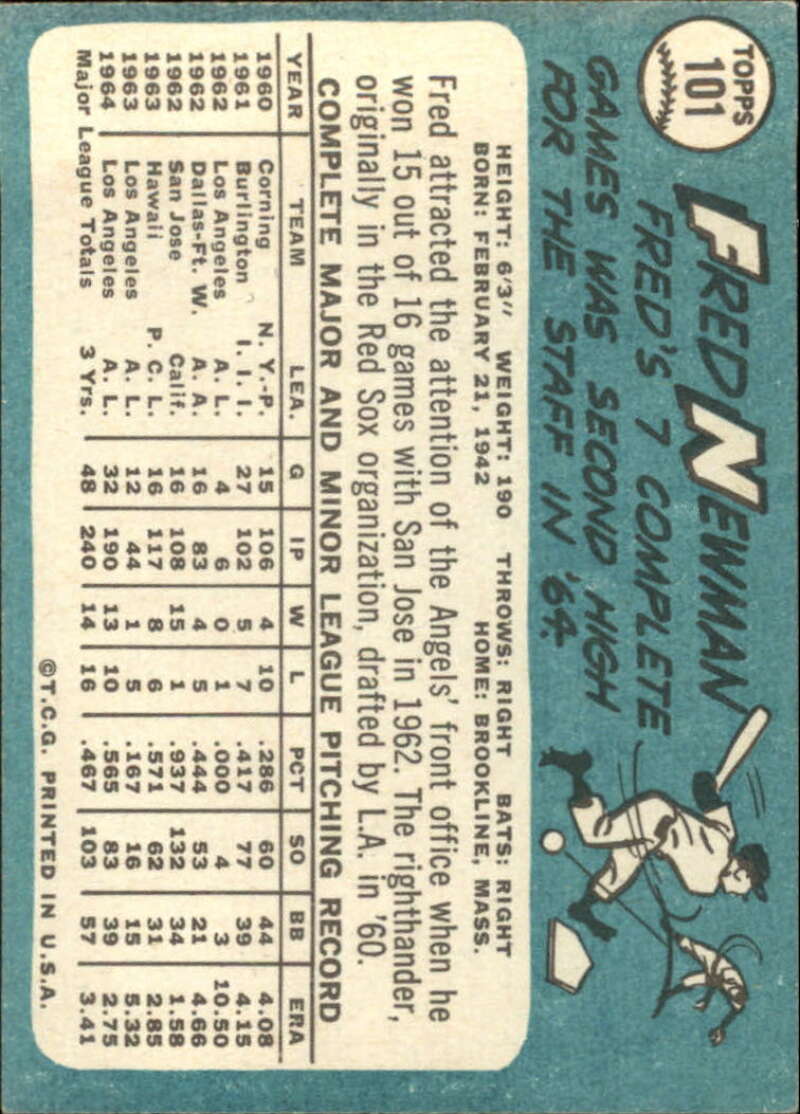 TOPPS
101
FRED NEWMAN
FRED'S 7 COMPLETE
GAMES WAS SECOND HIGH
FOR THE STAFF IN '64.
HEIGHT: 6'3" WEIGHT: 190 THROWS: RIGHT BATS: RIGHT
BORN: FEBRUARY 21, 1942 HOME: BROOKLINE, MASS.
Fred attracted the attention of the Angels' front office when he
won 15 out of 16 games with San Jose in 1962. The righthander,
originally in the Red Sox organization, drafted by L.A. in '60.
COMPLETE MAJOR AND MINOR LEAGUE PITCHING RECORD
YEAR TEAM LEA. G IP W L PCT SO BB ERA
1960 Corning N. Y.-P. 15 106 4 10 .286 60 44 4.08
1961 Burlington I. I. I. 27 102 5 7 .417 77 39 4.15
1962 Los Angeles A. L. 4 6 0 1 .000 4 3 10.50
1962 Dallas-Ft. W. A. A. 16 83 4 5 .444 53 21 4.66
1962 San Jose Calif. 16 108 15 1 .937 132 34 1.58
1963 Hawaii P. C. L. 16 117 8 6 .571 62 31 2.85
1963 Los Angeles A. L. 12 44 1 5 .167 16 15 5.32
1964 Los Angeles A. L. 32 190 13 10 .565 83 39 2.75
Major League Totals 3 Yrs. 48 240 14 16 .467 103 57 3.41
©T.C.G. PRINTED IN U.S.A.